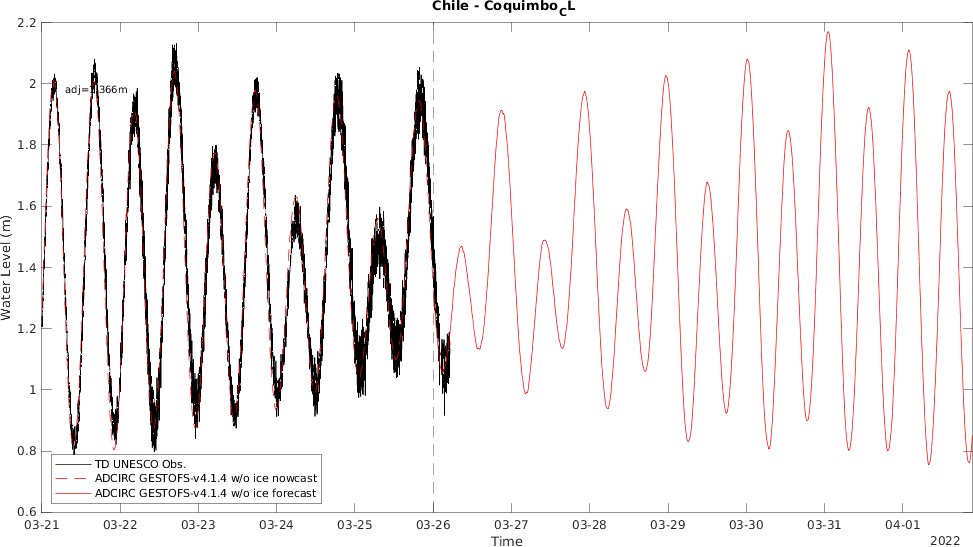 Chile - Coquimbo_CL
2.2
2
1.8
1.6
1.4
1.2
1
0.8
0.6
Water Level (m)
adj=1.366m
TD UNESCO Obs.
ADCIRC GESTOFS-v4.1.4 w/o ice nowcast
ADCIRC GESTOFS-v4.1.4 w/o ice forecast
03-21 03-22 03-23 03-24 03-25 03-26 03-27 03-28 03-29 03-30 03-31 04-01
Time
2022